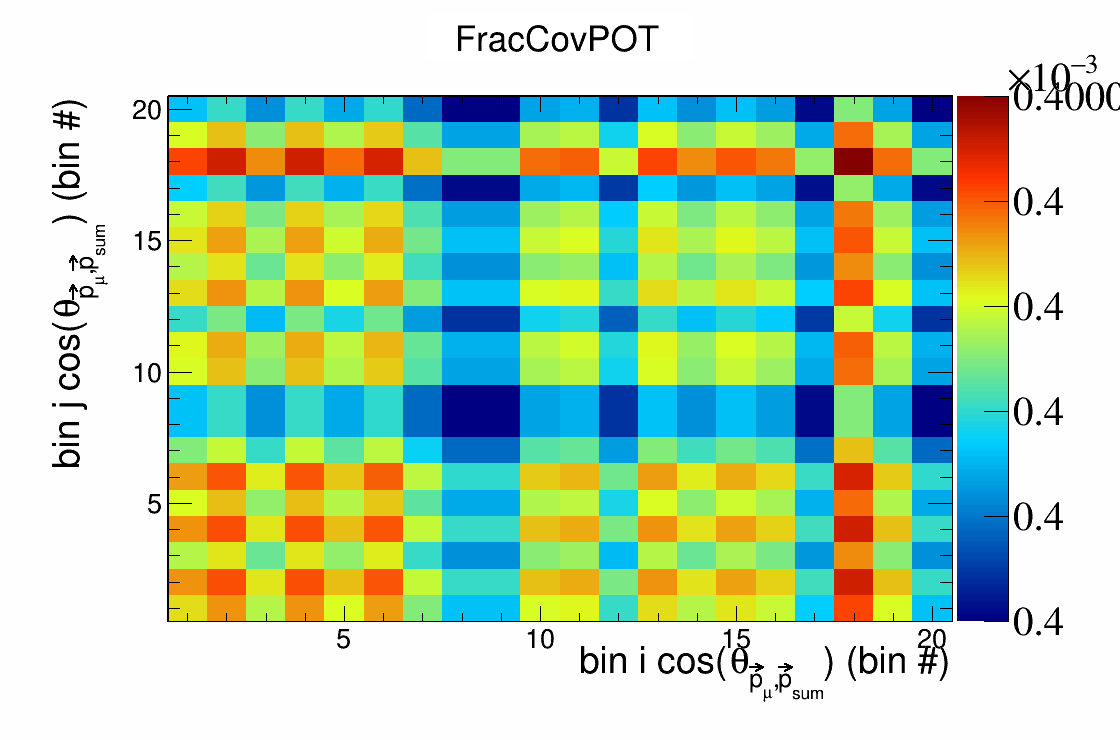 FracCovPOT
×10⁻³
0.4000
0.4
0.4
0.4
0.4
0.4
20
15
10
5
bin j cos(θ p⃗μ,p⃗sum) (bin #)
5 10 15 20
bin i cos(θ p⃗μ,p⃗sum) (bin #)